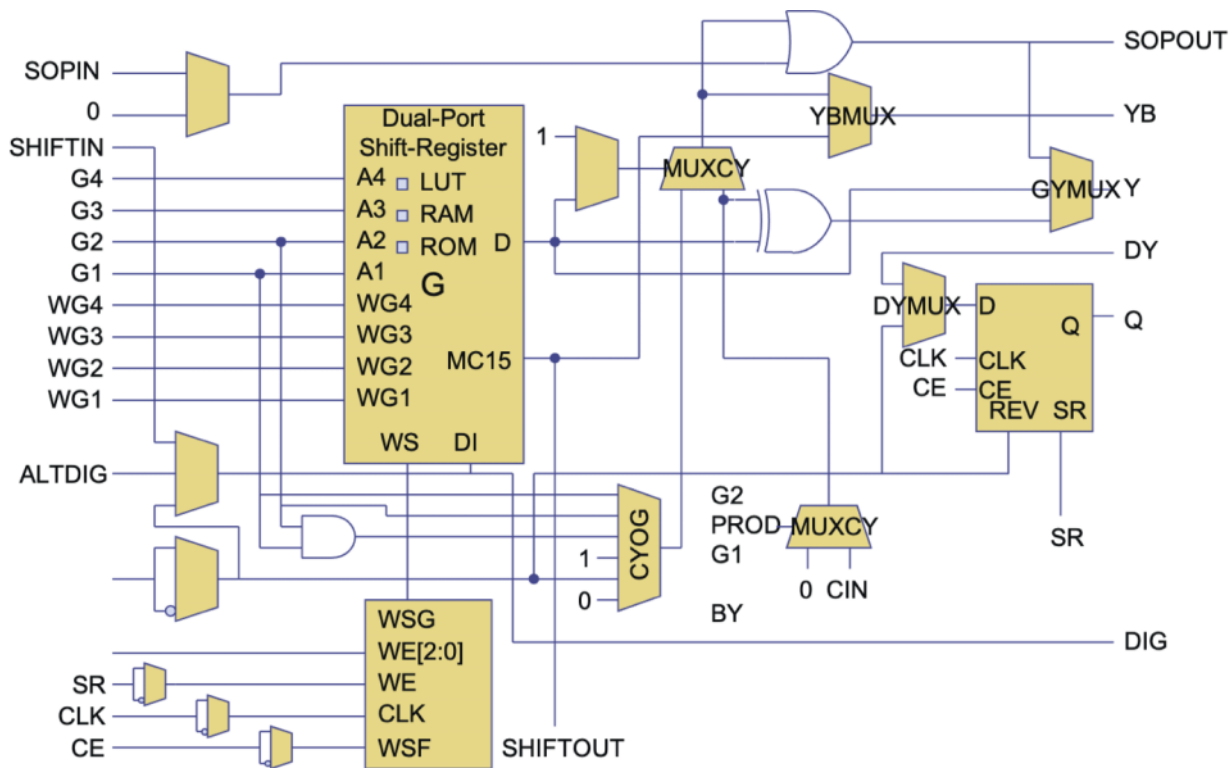 SOPOUT
SOPIN
0
YB
YBMUX
Dual-Port
Shift-Register
1
SHIFTIN
MUXCY
G4
A4
LUT
GYMUX
Y
G3
A3
RAM
G2
A2
ROM
D
DY
G1
A1
G
WG4
WG4
DYMUX
D
Q
Q
WG3
WG3
WG2
WG2
MC15
CLK
CLK
WG1
WG1
CE
CE
REV
SR
WS
DI
ALTDIG
G2
PROD
MUXCY
G1
CYOG
1
SR
0
0
CIN
BY
WSG
DIG
WE[2:0]
SR
WE
CLK
CLK
CE
WSF
SHIFTOUT